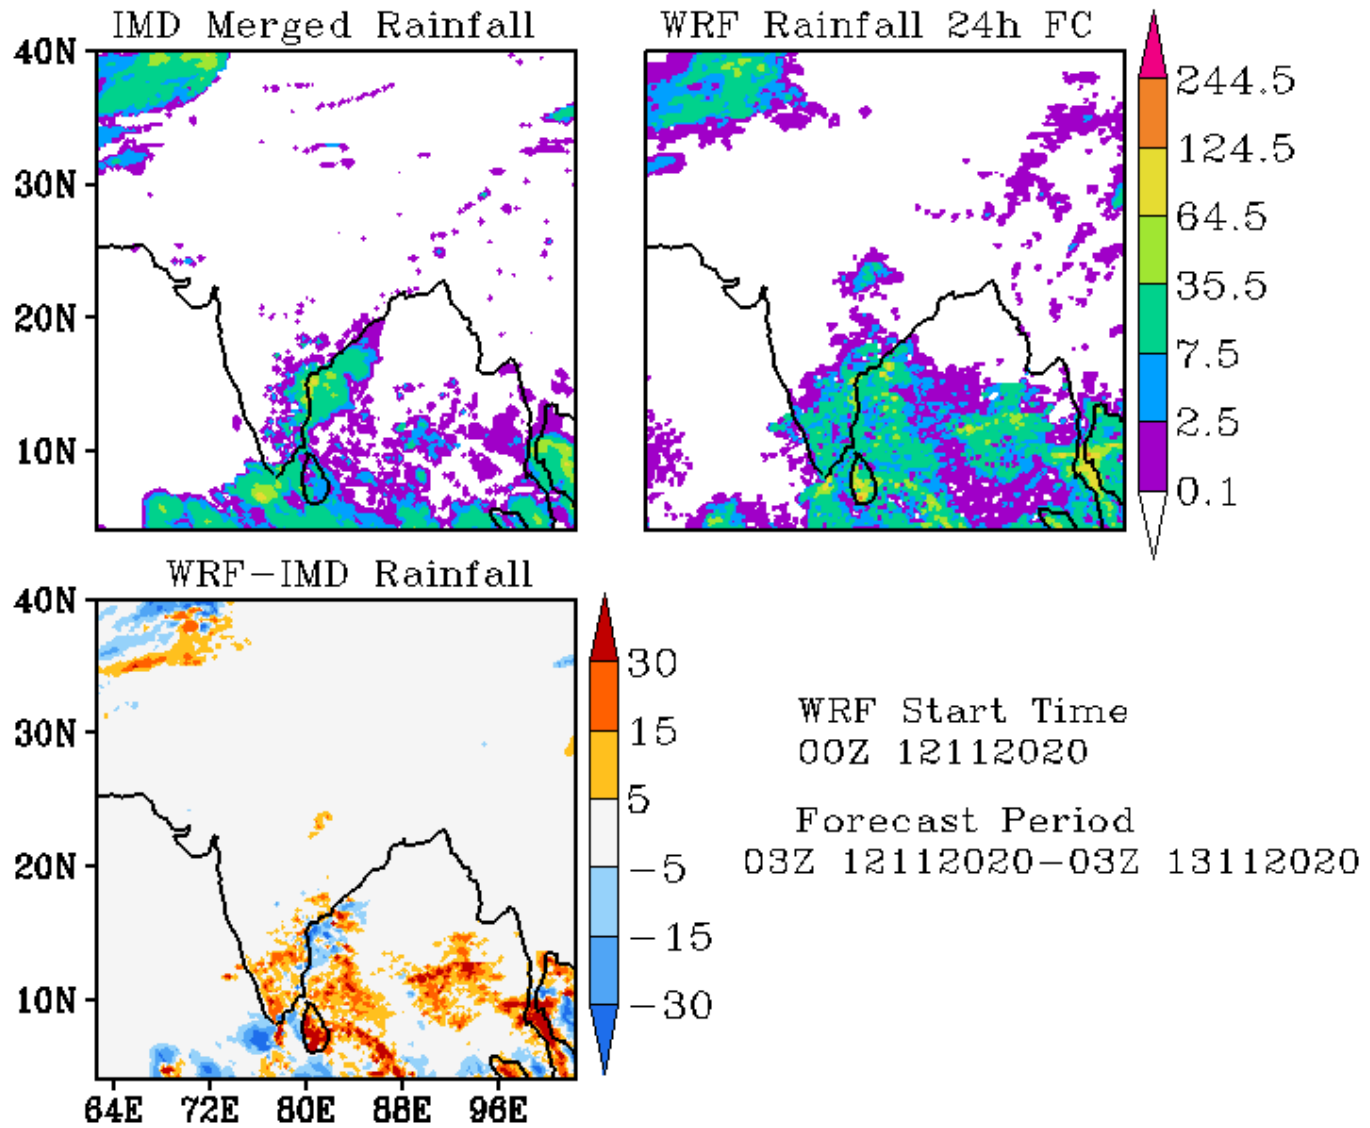 IMD Merged Rainfall
WRF Rainfall 24h FC
40N
30N
20N
10N
244.5
124.5
64.5
35.5
7.5
2.5
0.1
WRF-IMD Rainfall
40N
30N
20N
10N
64E 72E 80E 88E 96E
30
15
5
-5
-15
-30
WRF Start Time
00Z 12112020
Forecast Period
03Z 12112020-03Z 13112020